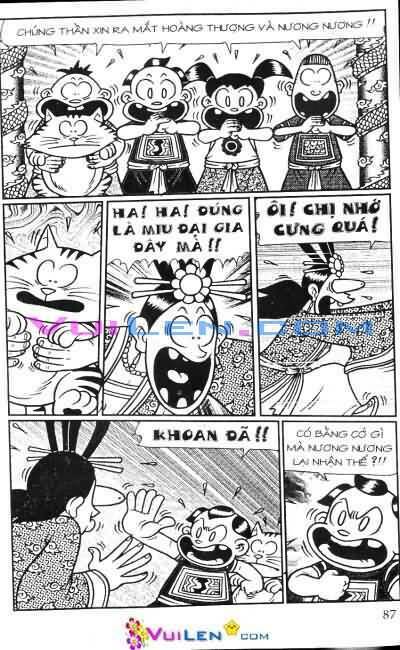 CHÚNG THẦN XIN RA MẮT HOÀNG THƯỢNG VÀ NƯƠNG NƯƠNG!!
HA! HA! ĐÚNG
LÀ MIU ĐẠI GIA
ĐÂY MÀ!!
ÔI! CHỊ NHỚ
CƯNG QUÁ!
VUILEN.COM
KHOAN ĐÃ!!
CÓ BẰNG CỚ GÌ
MÀ NƯƠNG NƯƠNG
LẠI NHẬN THẾ ?!!
87
VUILEN.COM